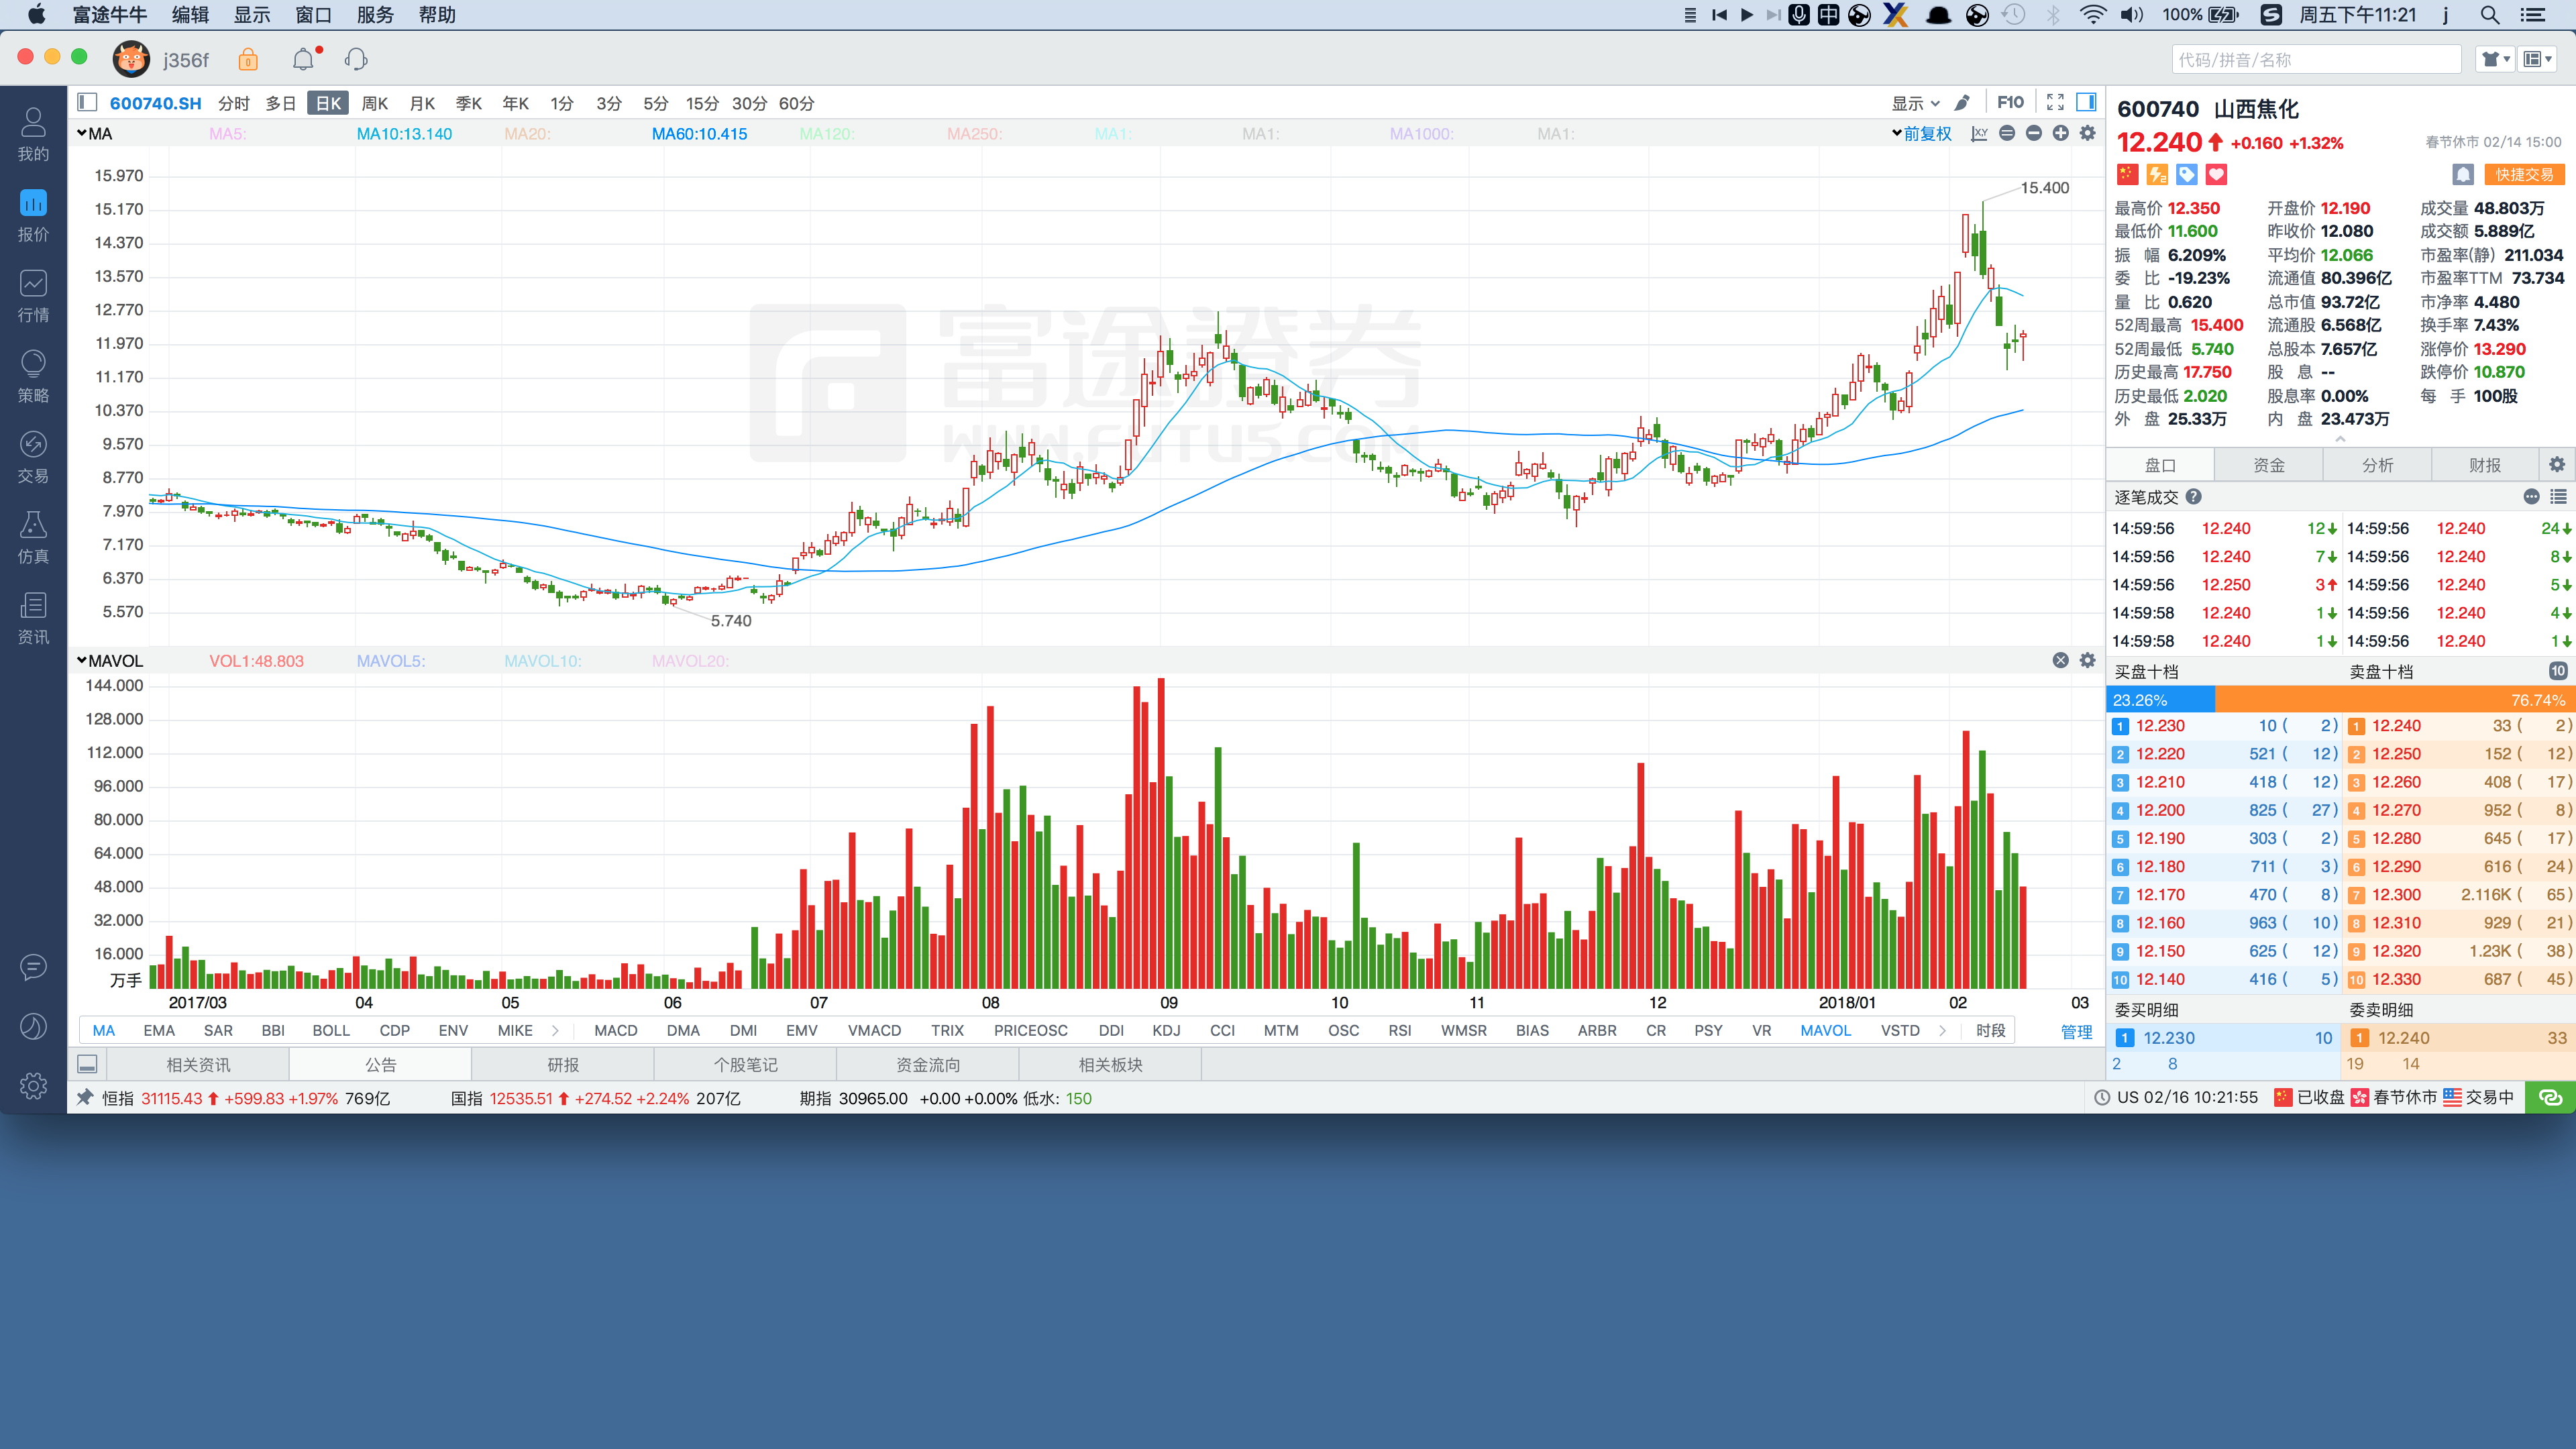 富途牛牛 编辑 显示 窗口 服务 帮助 中 100% 周五下午11:21 j
j356f 代码/拼音/名称
我的
报价
行情
策略
交易
仿真
资讯
600740.SH 分时 多日 日K 周K 月K 季K 年K 1分 3分 5分 15分 30分 60分 显示 F10
MA MA5: MA10:13.140 MA20: MA60:10.415 MA120: MA250: MA1: MA1: MA1000: MA1: 前复权
15.970
15.170
14.370
13.570
12.770
11.970
11.170
10.370
9.570
8.770
7.970
7.170
6.370
5.570
15.400
5.740
富途證券
WWW.FUTU5.COM
MAVOL VOL1:48.803 MAVOL5: MAVOL10: MAVOL20:
144.000
128.000
112.000
96.000
80.000
64.000
48.000
32.000
16.000
万手
2017/03 04 05 06 07 08 09 10 11 12 2018/01 02 03
MA EMA SAR BBI BOLL CDP ENV MIKE MACD DMA DMI EMV VMACD TRIX PRICEOSC DDI KDJ CCI MTM OSC RSI WMSR BIAS ARBR CR PSY VR MAVOL VSTD 时段 管理
相关资讯 公告 研报 个股笔记 资金流向 相关板块
600740 山西焦化
12.240 +0.160 +1.32% 春节休市 02/14 15:00
快捷交易
最高价 12.350 开盘价 12.190 成交量 48.803万
最低价 11.600 昨收价 12.080 成交额 5.889亿
振 幅 6.209% 平均价 12.066 市盈率(静) 211.034
委 比 -19.23% 流通值 80.396亿 市盈率TTM 73.734
量 比 0.620 总市值 93.72亿 市净率 4.480
52周最高 15.400 流通股 6.568亿 换手率 7.43%
52周最低 5.740 总股本 7.657亿 涨停价 13.290
历史最高 17.750 股 息 -- 跌停价 10.870
历史最低 2.020 股息率 0.00% 每 手 100股
外 盘 25.33万 内 盘 23.473万
盘口 资金 分析 财报
逐笔成交
14:59:56 12.240 12 14:59:56 12.240 24
14:59:56 12.240 7 14:59:56 12.240 8
14:59:56 12.250 3 14:59:56 12.240 5
14:59:58 12.240 1 14:59:56 12.240 4
14:59:58 12.240 1 14:59:56 12.240 1
买盘十档 卖盘十档 10
23.26% 76.74%
1 12.230 10 ( 2) 1 12.240 33 ( 2)
2 12.220 521 ( 12) 2 12.250 152 ( 12)
3 12.210 418 ( 12) 3 12.260 408 ( 17)
4 12.200 825 ( 27) 4 12.270 952 ( 8)
5 12.190 303 ( 2) 5 12.280 645 ( 17)
6 12.180 711 ( 3) 6 12.290 616 ( 24)
7 12.170 470 ( 8) 7 12.300 2.116K ( 65)
8 12.160 963 ( 10) 8 12.310 929 ( 21)
9 12.150 625 ( 12) 9 12.320 1.23K ( 38)
10 12.140 416 ( 5) 10 12.330 687 ( 45)
委买明细 委卖明细
1 12.230 10 1 12.240 33
2 8 19 14
恒指 31115.43 +599.83 +1.97% 769亿 国指 12535.51 +274.52 +2.24% 207亿 期指 30965.00 +0.00 +0.00% 低水: 150 US 02/16 10:21:55 已收盘 春节休市 交易中